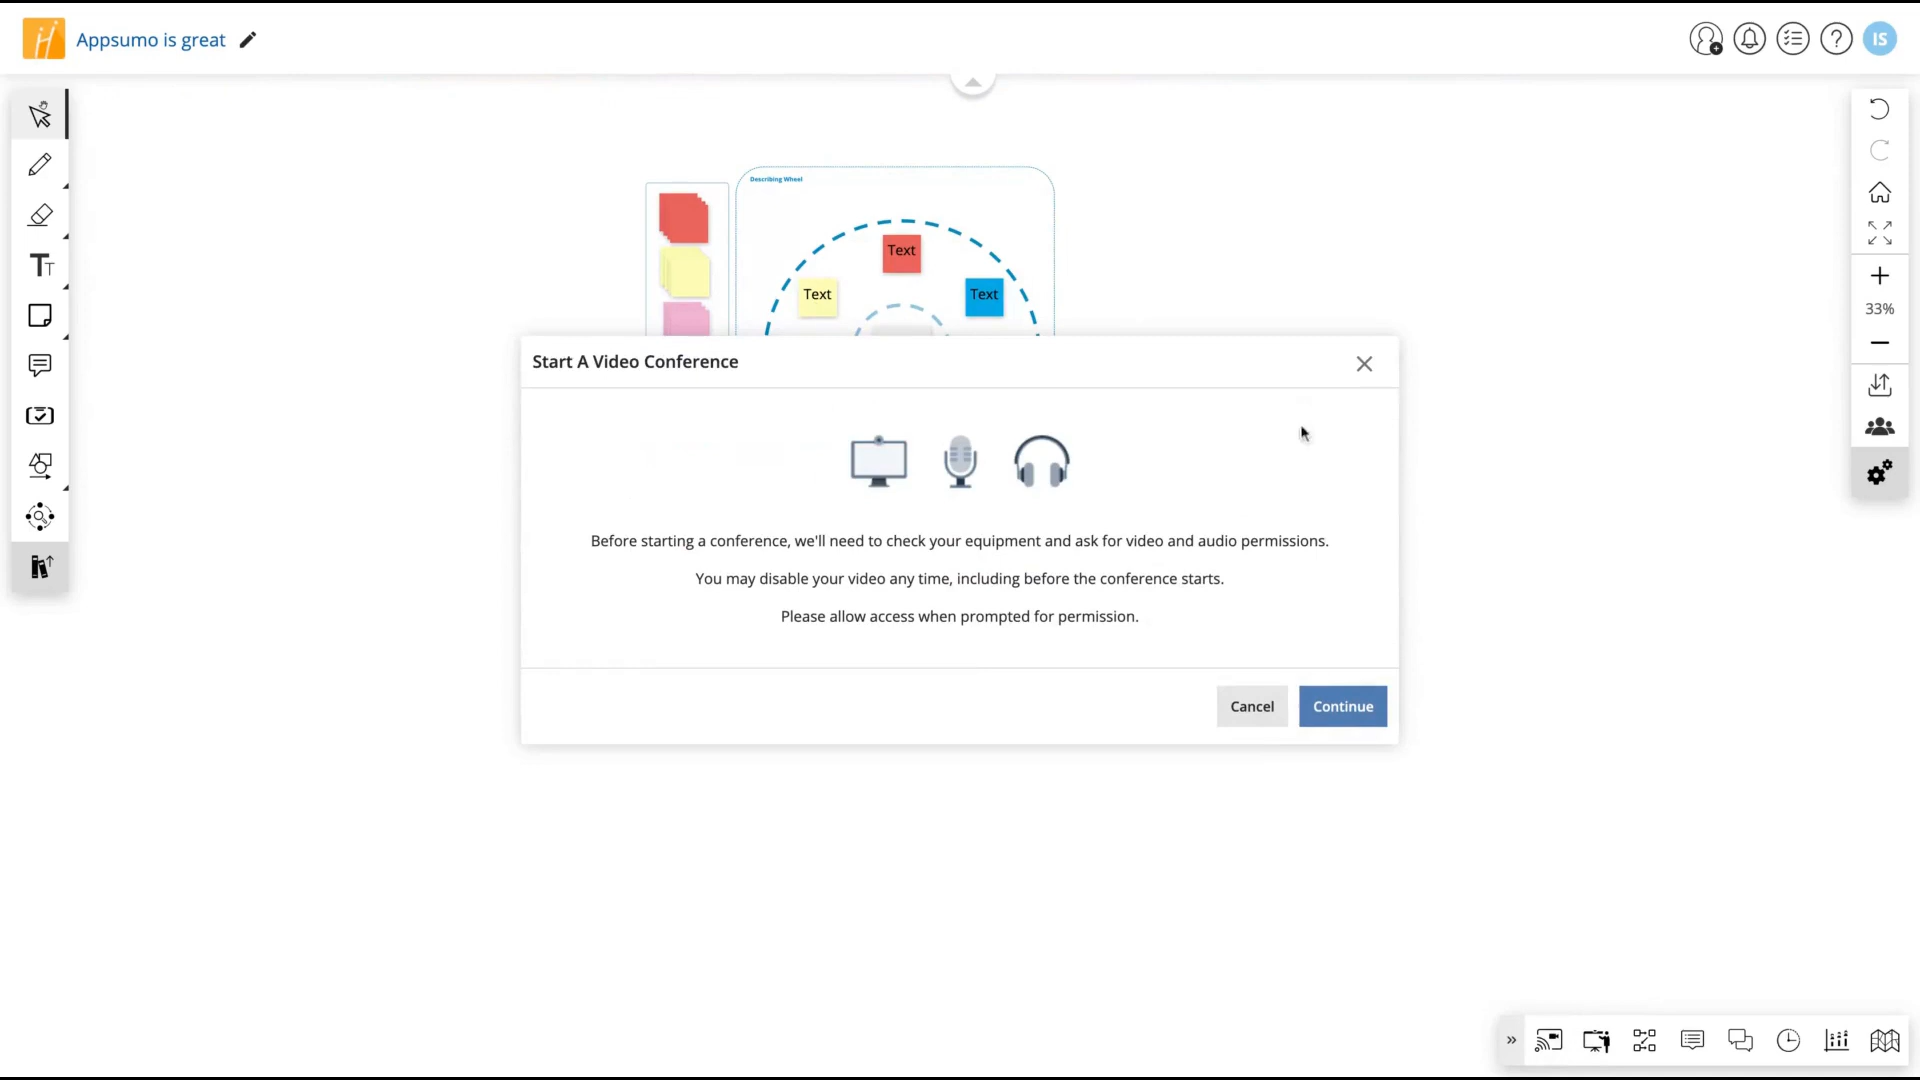 Appsumo is great
IS
Describing Wheel
Text
Text
Text
33%
Start A Video Conference
Before starting a conference, we'll need to check your equipment and ask for video and audio permissions.
You may disable your video any time, including before the conference starts.
Please allow access when prompted for permission.
Cancel
Continue